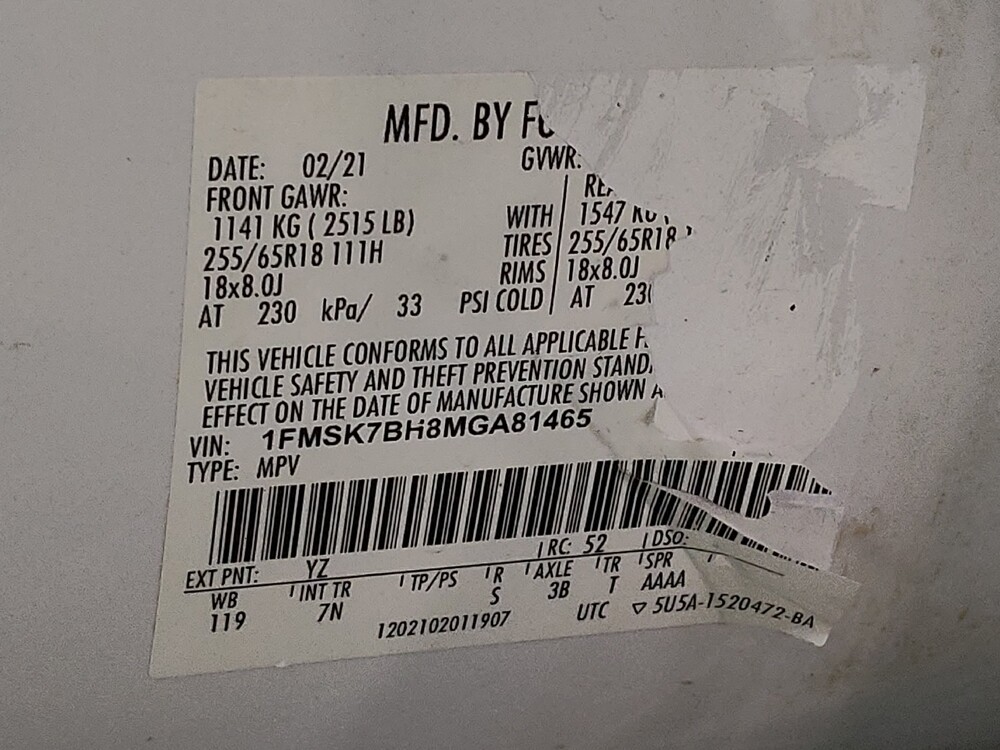 MFD. BY
DATE: 02/21 GVWR:
FRONT GAWR:
1141 KG ( 2515 LB) WITH 1547
255/65R18 111H TIRES 255/65R18
18x8.0J RIMS 18x8.0J
AT 230 kPa/ 33 PSI COLD AT
THIS VEHICLE CONFORMS TO ALL APPLICABLE
VEHICLE SAFETY AND THEFT PREVENTION
EFFECT ON THE DATE OF MANUFACTURE SHOWN
VIN: 1FMSK7BH8MGA81465
TYPE: MPV
EXT PNT: YZ RC: 52 DSO:
WB INT TR TP/PS R AXLE TR SPR
119 7N S 3B T AAAA
1202102011907 UTC ▽ 5U5A-1520472-BA